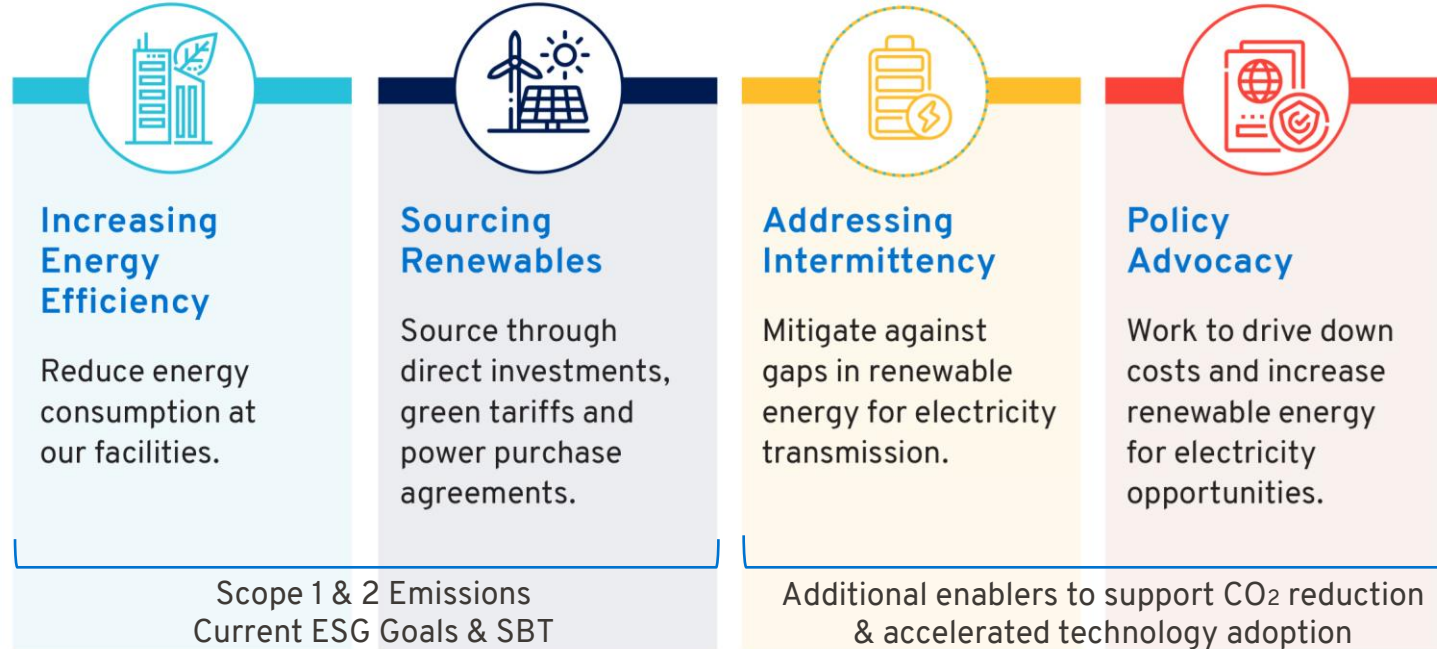 Increasing
Energy
Efficiency
Reduce energy
consumption at
our facilities.
Sourcing
Renewables
Source through
direct investments,
green tariffs and
power purchase
agreements.
Addressing
Intermittency
Mitigate against
gaps in renewable
energy for electricity
transmission.
Policy
Advocacy
Work to drive down
costs and increase
renewable energy
for electricity
opportunities.
Scope 1 & 2 Emissions
Current ESG Goals & SBT
Additional enablers to support CO2 reduction
& accelerated technology adoption